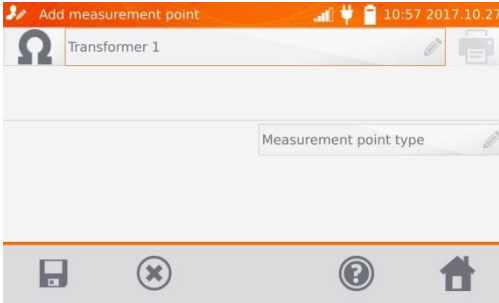 Add measurement point 10:57 2017.10.27
Ω Transformer 1
Measurement point type
?